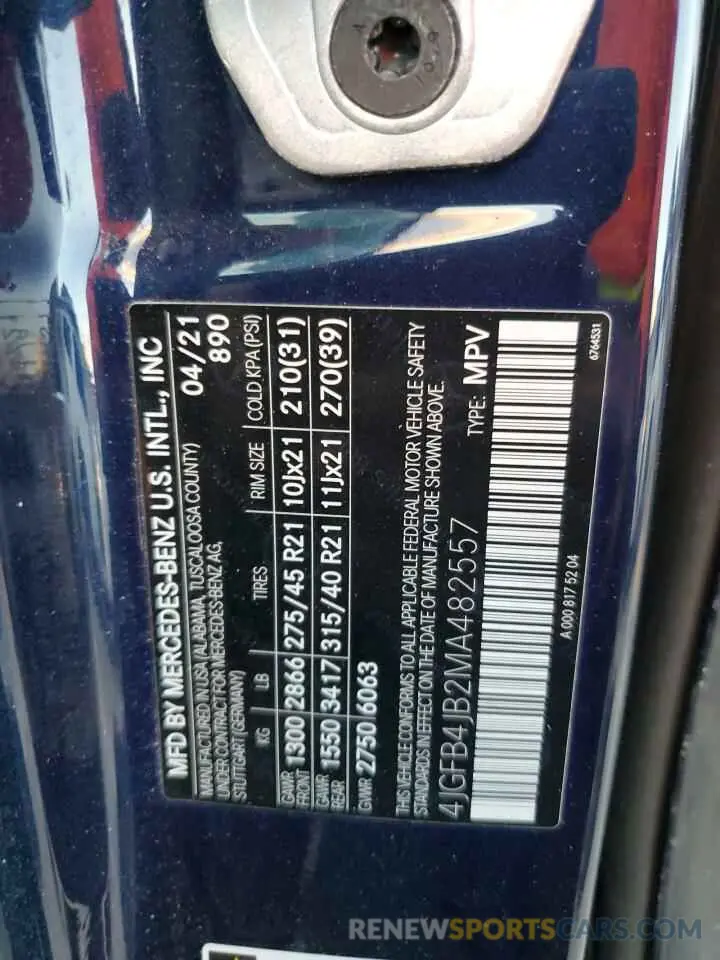 MFD BY MERCEDES-BENZ U.S. INTL., INC
MANUFACTURED IN USA (ALABAMA, TUSCALOOSA COUNTY) 04/21
UNDER CONTRACT FOR MERCEDES-BENZ AG, 890
STUTTGART (GERMANY)
KG LB TIRES RIM SIZE COLD KPA (PSI)
GAWR FRONT 1300 2866 275/45 R21 10Jx21 210(31)
GAWR REAR 1550 3417 315/40 R21 11Jx21 270(39)
GVWR 2750 6063
THIS VEHICLE CONFORMS TO ALL APPLICABLE FEDERAL MOTOR VEHICLE SAFETY
STANDARDS IN EFFECT ON THE DATE OF MANUFACTURE SHOWN ABOVE.
4JGFB4JB2MA482557 TYPE: MPV
A 000 817 52 04
6764531
RENEWSPORTSCARS.COM